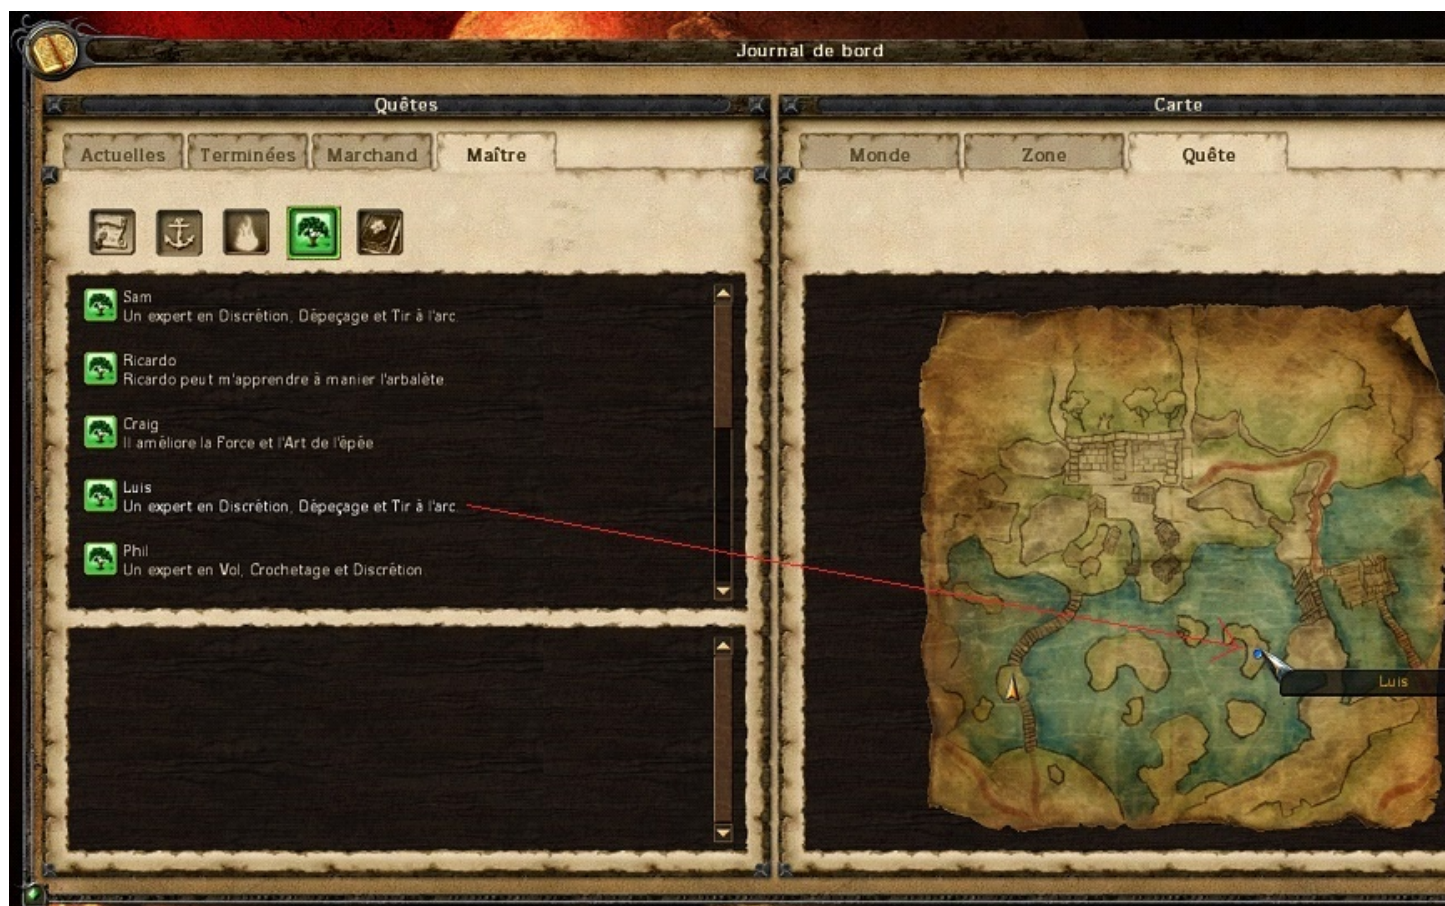 Journal de bord
Quêtes
Carte
Actuelles
Terminées
Marchand
Maître
Monde
Zone
Quête
Sam
Un expert en Discrétion, Dépeçage et Tir à l'arc.
Ricardo
Ricardo peut m'apprendre à manier l'arbalète.
Craig
Il améliore la Force et l'Art de l'épée
Luis
Un expert en Discrétion, Dépeçage et Tir à l'arc.
Phil
Un expert en Vol, Crochetage et Discrétion.
Luis